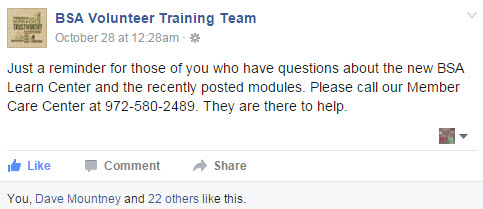 BSA Volunteer Training Team
October 28 at 12:28am ·
Just a reminder for those of you who have questions about the new BSA
Learn Center and the recently posted modules. Please call our Member
Care Center at 972-580-2489. They are there to help.
Like Comment Share
You, Dave Mountney and 22 others like this.